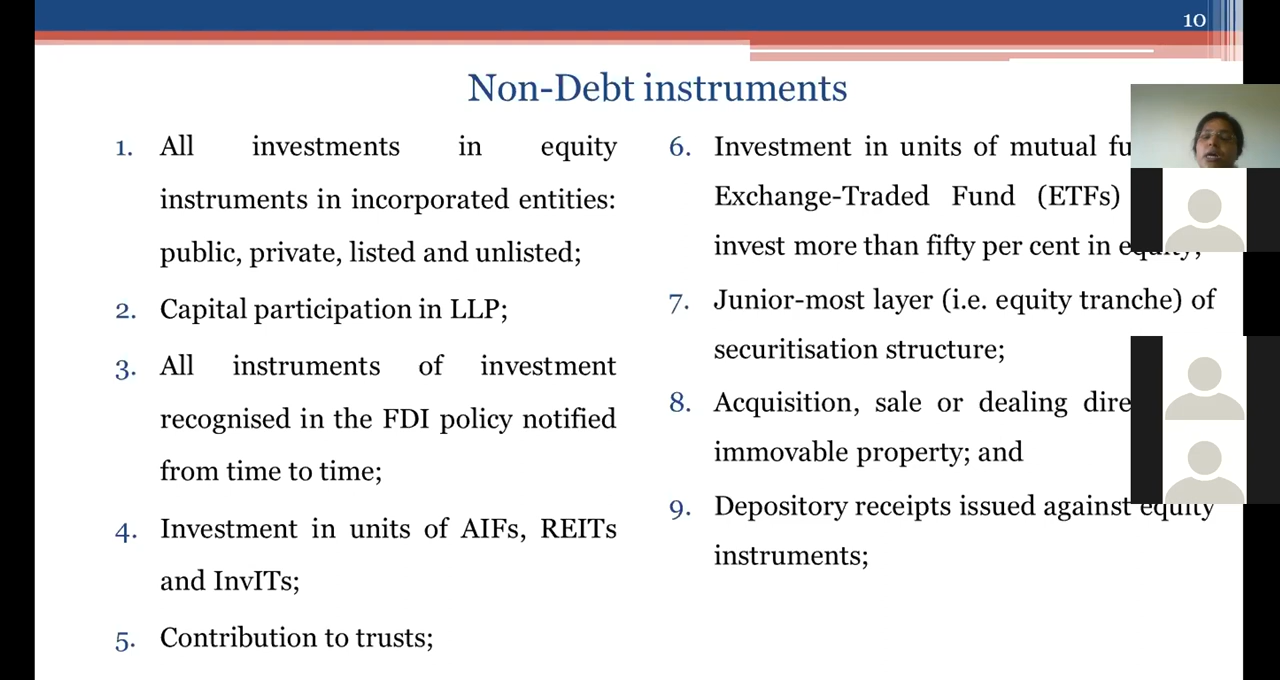 10
Non-Debt instruments
1. All investments in equity
instruments in incorporated entities:
public, private, listed and unlisted;
2. Capital participation in LLP;
3. All instruments of investment
recognised in the FDI policy notified
from time to time;
4. Investment in units of AIFs, REITs
and InvITs;
5. Contribution to trusts;
6. Investment in units of mutual
Exchange-Traded Fund (ETFs)
invest more than fifty per cent in equity;
7. Junior-most layer (i.e. equity tranche) of
securitisation structure;
8. Acquisition, sale or dealing
immovable property; and
9. Depository receipts issued against equity
instruments;